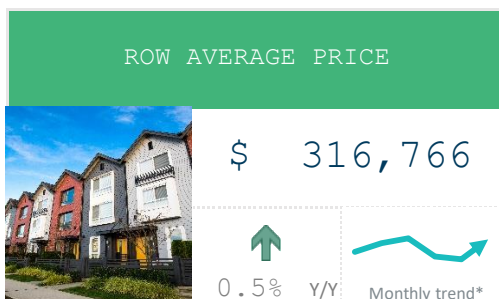 ROW AVERAGE PRICE
$ 316,766
0.5% Y/Y
Monthly trend*